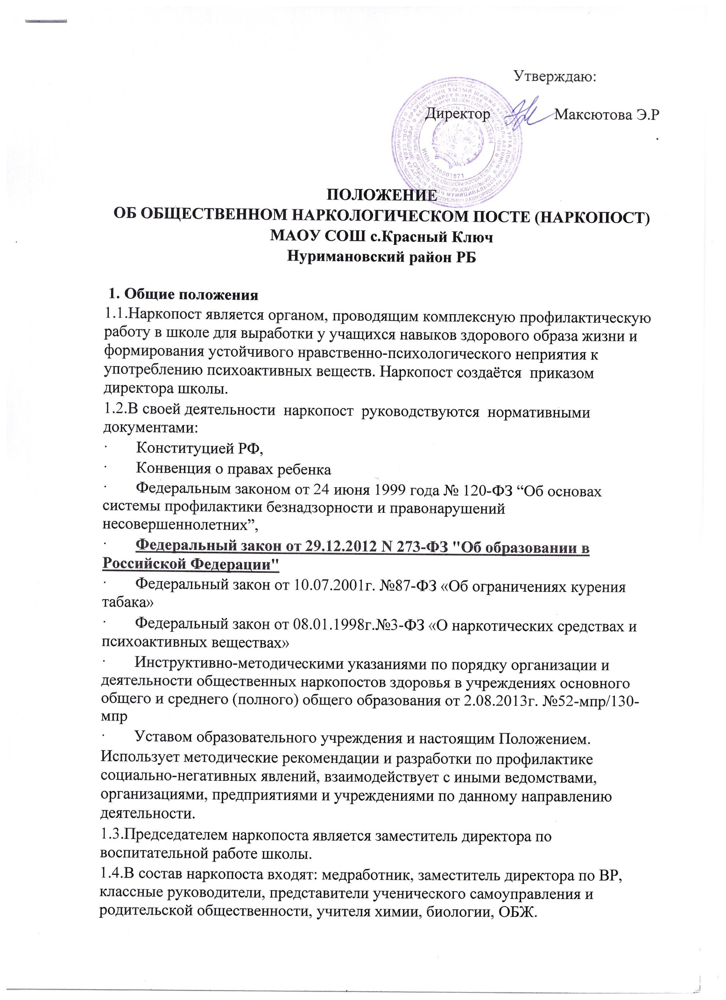 Утверждаю:
Директор Максютова Э.Р
.
ИНН 0239002871
ПОЛОЖЕНИЕ
ОБ ОБЩЕСТВЕННОМ НАРКОЛОГИЧЕСКОМ ПОСТЕ (НАРКОПОСТ)
МАОУ СОШ с.Красный Ключ
Нуримановский район РБ
1. Общие положения
1.1.Наркопост является органом, проводящим комплексную профилактическую
работу в школе для выработки у учащихся навыков здорового образа жизни и
формирования устойчивого нравственно-психологического неприятия к
употреблению психоактивных веществ. Наркопост создаётся  приказом
директора школы.
1.2.В своей деятельности  наркопост  руководствуются  нормативными
документами:
· Конституцией РФ,
· Конвенция о правах ребенка
· Федеральным законом от 24 июня 1999 года № 120-ФЗ “Об основах
системы профилактики безнадзорности и правонарушений
несовершеннолетних”,
· Федеральный закон от 29.12.2012 N 273-ФЗ "Об образовании в
Российской Федерации"
· Федеральный закон от 10.07.2001г. №87-ФЗ «Об ограничениях курения
табака»
· Федеральный закон от 08.01.1998г.№3-ФЗ «О наркотических средствах и
психоактивных веществах»
· Инструктивно-методическими указаниями по порядку организации и
деятельности общественных наркопостов здоровья в учреждениях основного
общего и среднего (полного) общего образования от 2.08.2013г. №52-мпр/130-
мпр
· Уставом образовательного учреждения и настоящим Положением.
Использует методические рекомендации и разработки по профилактике
социально-негативных явлений, взаимодействует с иными ведомствами,
организациями, предприятиями и учреждениями по данному направлению
деятельности.
1.3.Председателем наркопоста является заместитель директора по
воспитательной работе школы.
1.4.В состав наркопоста входят: медработник, заместитель директора по ВР,
классные руководители, представители ученического самоуправления и
родительской общественности, учителя химии, биологии, ОБЖ.